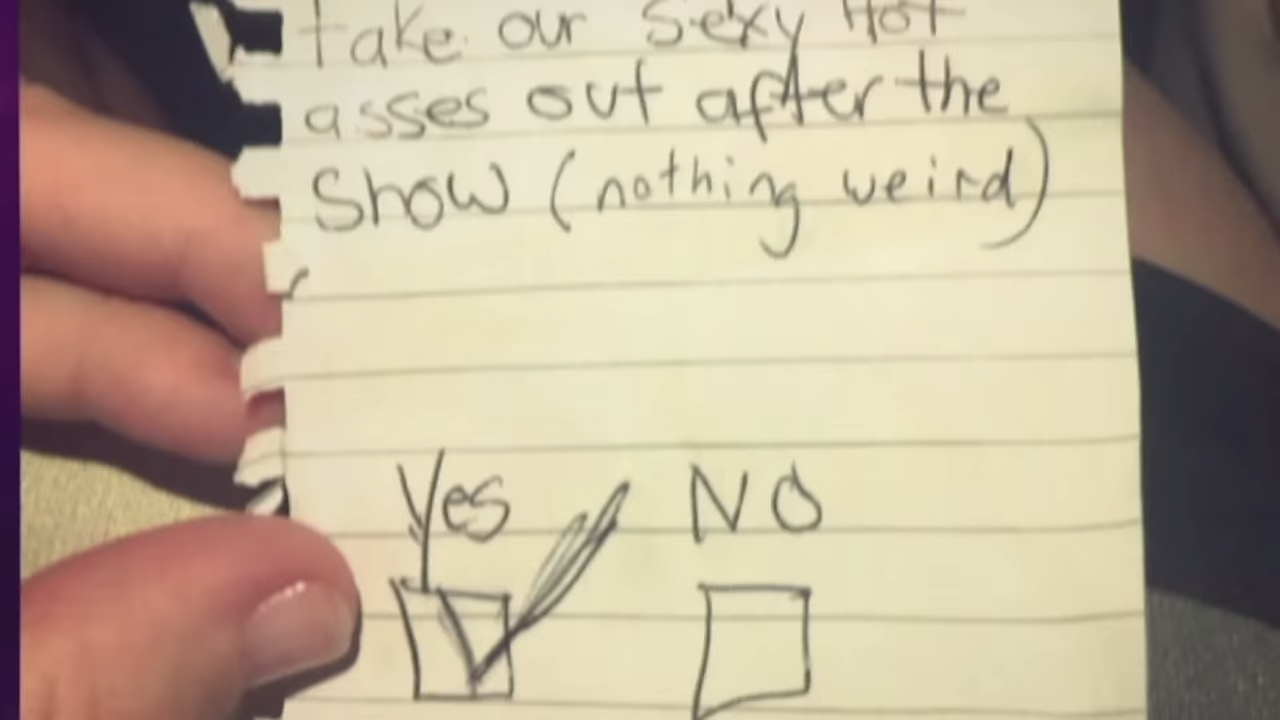 take our sexy Hot
asses out after the
Show (nothing weird)
Yes NO